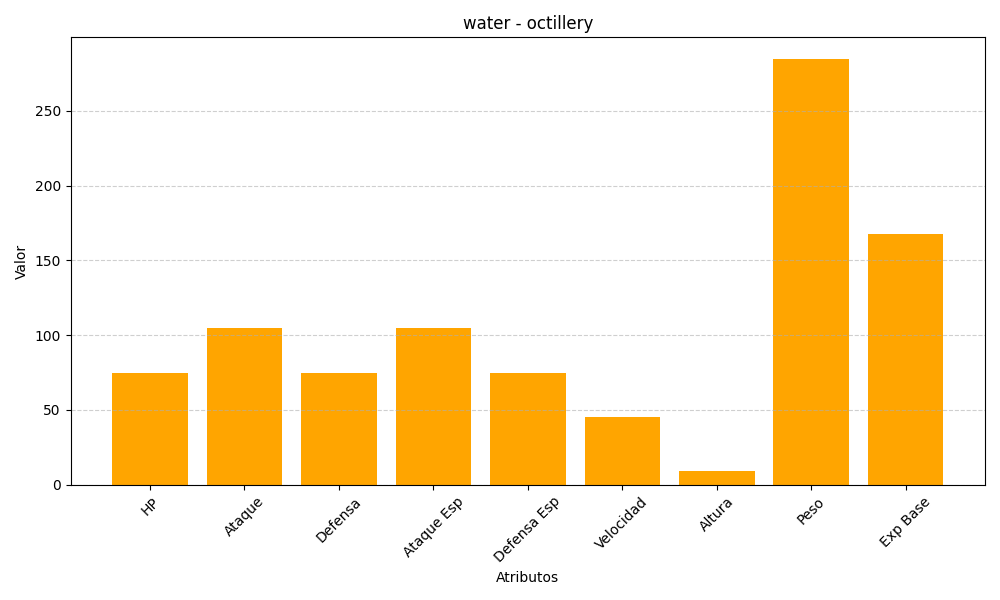 water - octillery
Valor
250
200
150
100
50
0
HP
Ataque
Defensa
Ataque Esp
Defensa Esp
Velocidad
Altura
Peso
Exp Base
Atributos